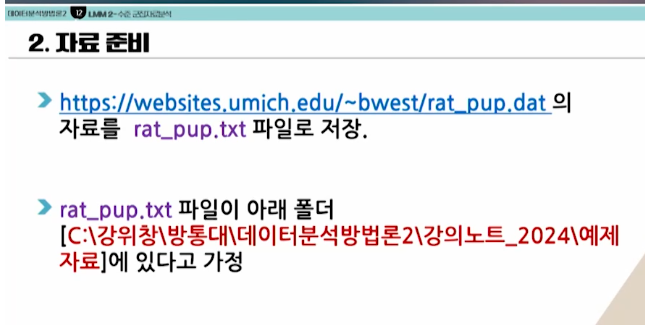 데이터분석방법론2 12 LMM 2-수준 군집자료분석
2. 자료 준비
https://websites.umich.edu/~bwest/rat_pup.dat 의
자료를 rat_pup.txt 파일로 저장.
rat_pup.txt 파일이 아래 폴더
[C:\강위창\방통대\데이터분석방법론2\강의노트_2024\예제
자료]에 있다고 가정